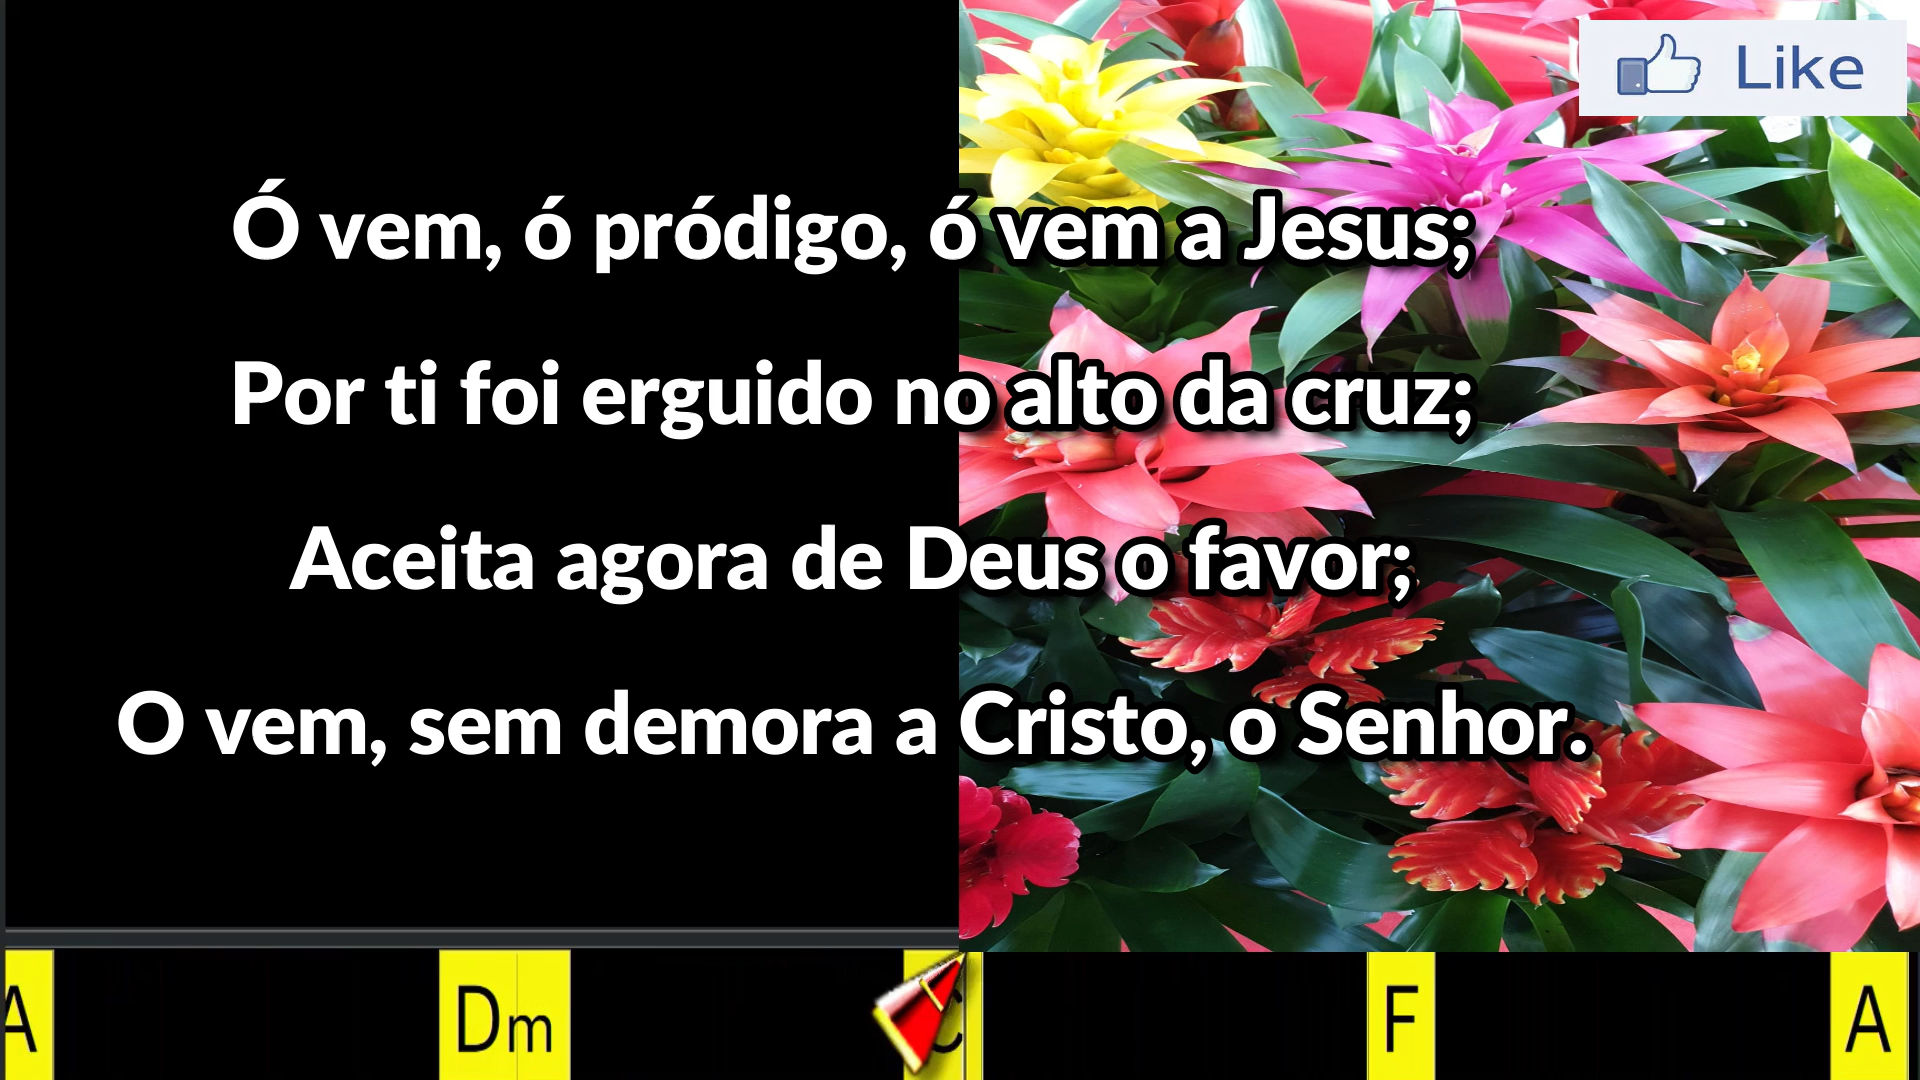 Like
Ó vem, ó pródigo, ó vem a Jesus;
Por ti foi erguido no alto da cruz;
Aceita agora de Deus o favor;
O vem, sem demora a Cristo, o Senhor.
A Dm C F A